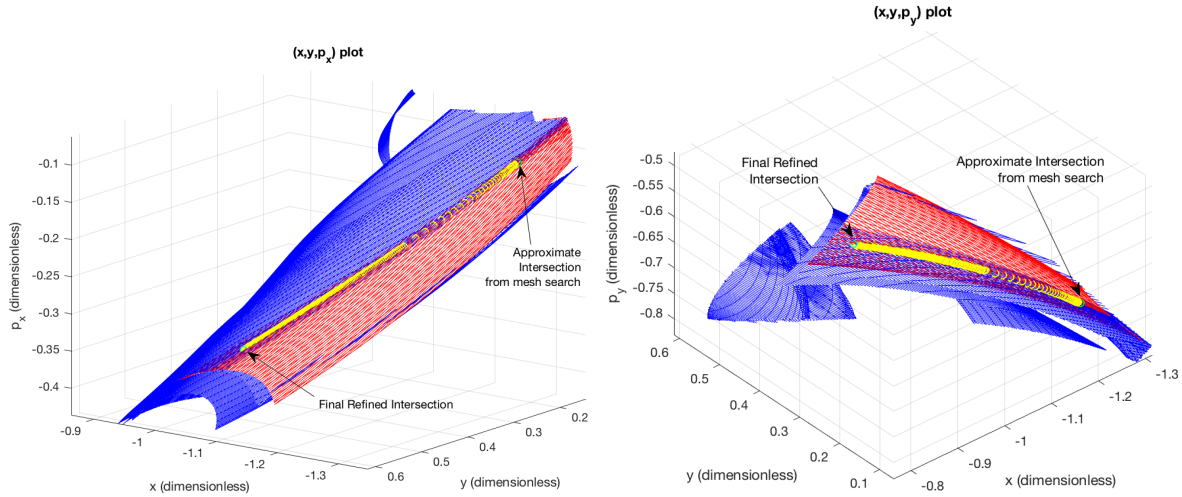 (x,y,px) plot
-0.1
-0.15
-0.2
-0.25
-0.3
-0.35
-0.4
px (dimensionless)
Approximate
Intersection
from mesh search
Final Refined Intersection
-0.9
-1
-1.1
-1.2
-1.3
x (dimensionless)
0.6
0.5
0.4
0.3
0.2
y (dimensionless)
(x,y,py) plot
-0.5
-0.55
-0.6
-0.65
-0.7
-0.75
-0.8
py (dimensionless)
Final Refined
Intersection
Approximate Intersection
from mesh search
0.6
0.5
0.4
0.3
0.2
0.1
y (dimensionless)
-0.8
-0.9
-1
-1.1
-1.2
-1.3
x (dimensionless)